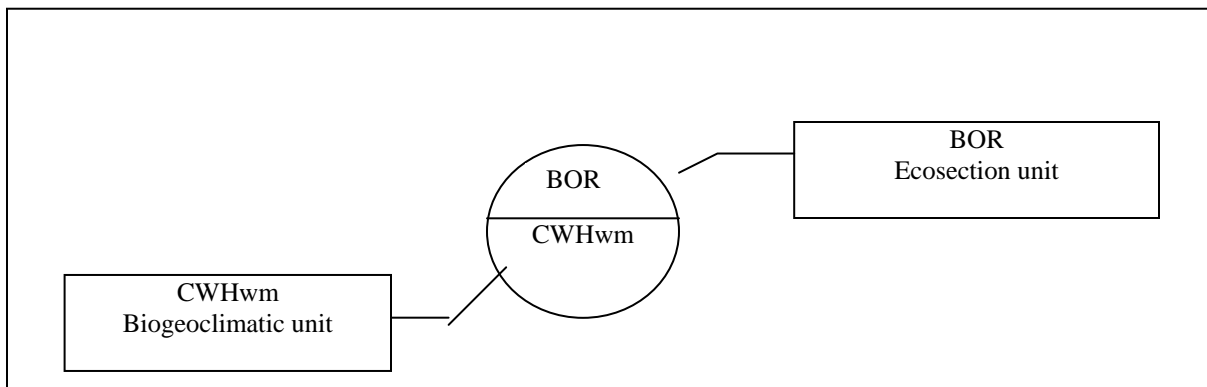 BOR
Ecosection unit
BOR
CWHwm
CWHwm
Biogeoclimatic unit